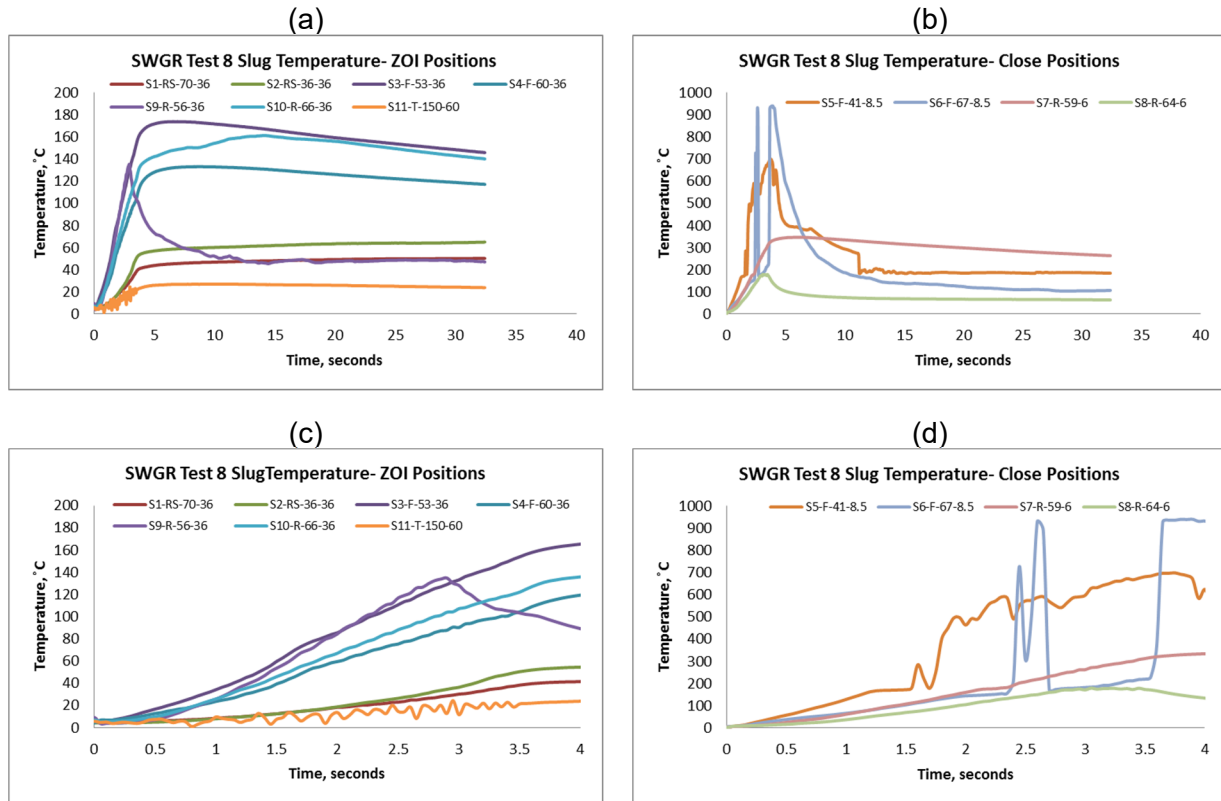 (a)
SWGR Test 8 Slug Temperature- ZOI Positions
S1-RS-70-36 S2-RS-36-36 S3-F-53-36 S4-F-60-36
S9-R-56-36 S10-R-66-36 S11-T-150-60
Temperature,˚C
200
180
160
140
120
100
80
60
40
20
0
0 5 10 15 20 25 30 35 40
Time, seconds
(b)
SWGR Test 8 Slug Temperature- Close Positions
S5-F-41-8.5 S6-F-67-8.5 S7-R-59-6 S8-R-64-6
Temperature,˚C
1000
900
800
700
600
500
400
300
200
100
0
0 5 10 15 20 25 30 35 40
Time, seconds
(c)
SWGR Test 8 SlugTemperature- ZOI Positions
S1-RS-70-36 S2-RS-36-36 S3-F-53-36 S4-F-60-36
S9-R-56-36 S10-R-66-36 S11-T-150-60
Temperature,˚C
200
180
160
140
120
100
80
60
40
20
0
0 0.5 1 1.5 2 2.5 3 3.5 4
Time, seconds
(d)
SWGR Test 8 Slug Temperature- Close Positions
S5-F-41-8.5 S6-F-67-8.5 S7-R-59-6 S8-R-64-6
Temperature,˚C
1000
900
800
700
600
500
400
300
200
100
0
0 0.5 1 1.5 2 2.5 3 3.5 4
Time, seconds